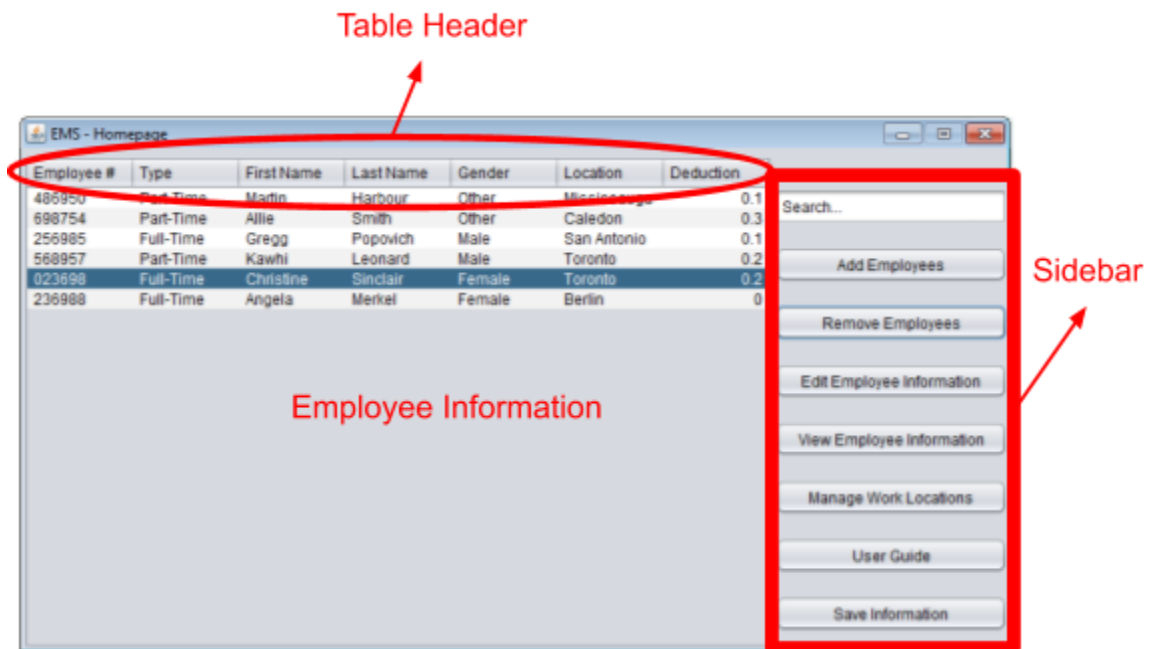 Table Header
EMS - Homepage
Employee # Type First Name Last Name Gender Location Deduction
486950 Part-Time Martin Harbour Other Mississauga 0.1
698754 Part-Time Allie Smith Other Caledon 0.3
256985 Full-Time Gregg Popovich Male San Antonio 0.1
568957 Part-Time Kawhi Leonard Male Toronto 0.2
023698 Full-Time Christine Sinclair Female Toronto 0.2
236988 Full-Time Angela Merkel Female Berlin 0
Employee Information
Search...
Add Employees
Remove Employees
Edit Employee Information
View Employee Information
Manage Work Locations
User Guide
Save Information
Sidebar